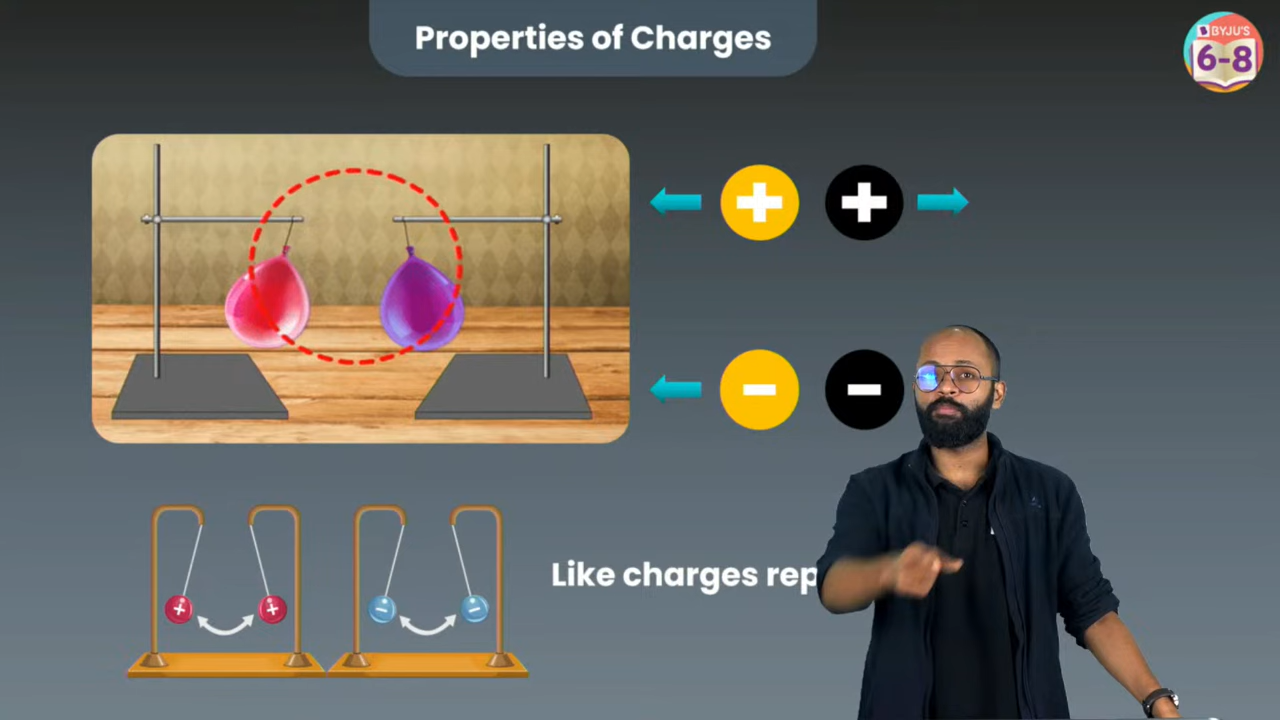 Properties of Charges
BYJU'S
6-8
+ +
- -
+ + - -
Like charges rep